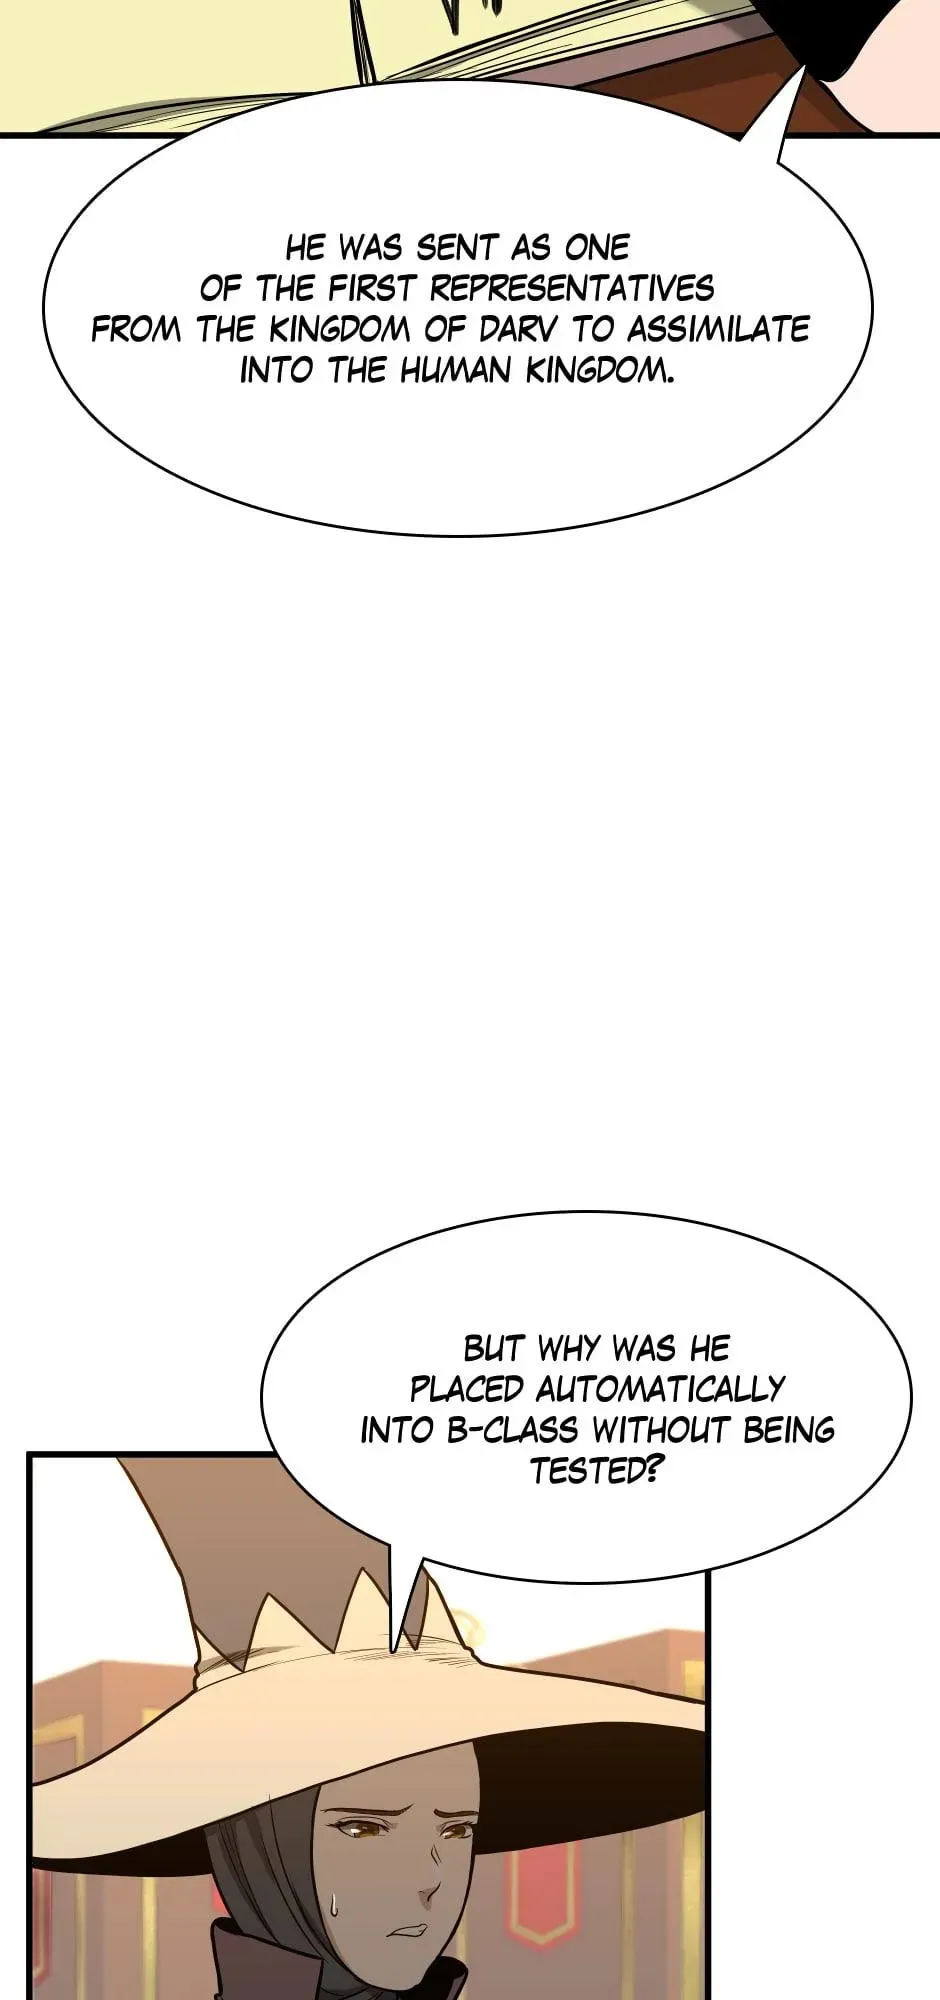 HE WAS SENT AS ONE
OF THE FIRST REPRESENTATIVES
FROM THE KINGDOM OF DARV TO ASSIMILATE
INTO THE HUMAN KINGDOM.
BUT WHY WAS HE
PLACED AUTOMATICALLY
INTO B-CLASS WITHOUT BEING
TESTED?